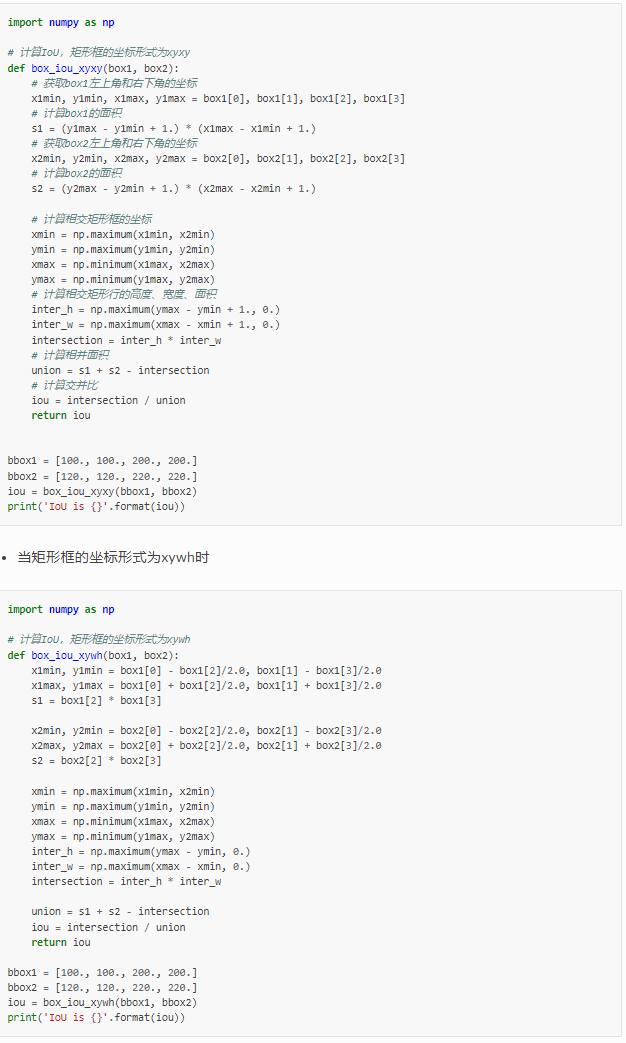 import numpy as np

# 计算IoU，矩形框的坐标形式为xyxy
def box_iou_xyxy(box1, box2):
    # 获取box1左上角和右下角的坐标
    x1min, y1min, x1max, y1max = box1[0], box1[1], box1[2], box1[3]
    # 计算box1的面积
    s1 = (y1max - y1min + 1.) * (x1max - x1min + 1.)
    # 获取box2左上角和右下角的坐标
    x2min, y2min, x2max, y2max = box2[0], box2[1], box2[2], box2[3]
    # 计算box2的面积
    s2 = (y2max - y2min + 1.) * (x2max - x2min + 1.)

    # 计算相交矩形框的坐标
    xmin = np.maximum(x1min, x2min)
    ymin = np.maximum(y1min, y2min)
    xmax = np.minimum(x1max, x2max)
    ymax = np.minimum(y1max, y2max)
    # 计算相交矩形行的高度、宽度、面积
    inter_h = np.maximum(ymax - ymin + 1., 0.)
    inter_w = np.maximum(xmax - xmin + 1., 0.)
    intersection = inter_h * inter_w
    # 计算相并面积
    union = s1 + s2 - intersection
    # 计算交并比
    iou = intersection / union
    return iou


bbox1 = [100., 100., 200., 200.]
bbox2 = [120., 120., 220., 220.]
iou = box_iou_xyxy(bbox1, bbox2)
print('IoU is {}'.format(iou))

• 当矩形框的坐标形式为xywh时

import numpy as np

# 计算IoU，矩形框的坐标形式为xywh
def box_iou_xywh(box1, box2):
    x1min, y1min = box1[0] - box1[2]/2.0, box1[1] - box1[3]/2.0
    x1max, y1max = box1[0] + box1[2]/2.0, box1[1] + box1[3]/2.0
    s1 = box1[2] * box1[3]

    x2min, y2min = box2[0] - box2[2]/2.0, box2[1] - box2[3]/2.0
    x2max, y2max = box2[0] + box2[2]/2.0, box2[1] + box2[3]/2.0
    s2 = box2[2] * box2[3]

    xmin = np.maximum(x1min, x2min)
    ymin = np.maximum(y1min, y2min)
    xmax = np.minimum(x1max, x2max)
    ymax = np.minimum(y1max, y2max)
    inter_h = np.maximum(ymax - ymin, 0.)
    inter_w = np.maximum(xmax - xmin, 0.)
    intersection = inter_h * inter_w

    union = s1 + s2 - intersection
    iou = intersection / union
    return iou

bbox1 = [100., 100., 200., 200.]
bbox2 = [120., 120., 220., 220.]
iou = box_iou_xywh(bbox1, bbox2)
print('IoU is {}'.format(iou))